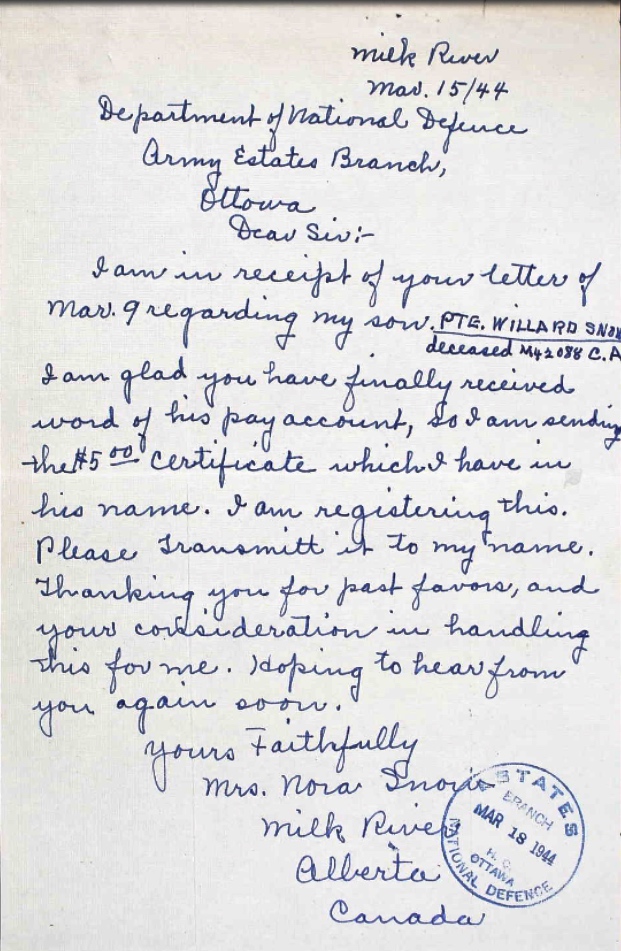 Milk River
Mar. 15/44
Department of National Defence
Army Estates Branch,
Ottowa
Dear Sir:-
I am in receipt of your letter of
Mar. 9 regarding my son. PTE. WILLARD SNOW
deceased M42088 C.A
I am glad you have finally received
word of his pay account, so I am sending
the $5 00 Certificate which I have in
his name. I am registering this.
Please Transmitt it to my name.
Thanking you for past favors, and
your consideration in handling
this for me. Hoping to hear from
you again soon.
Yours Faithfully
Mrs. Nora Snow
Milk River
Alberta
Canada
ESTATES
BRANCH
MAR 18 1944
H. Q.
OTTAWA
NATIONAL DEFENCE